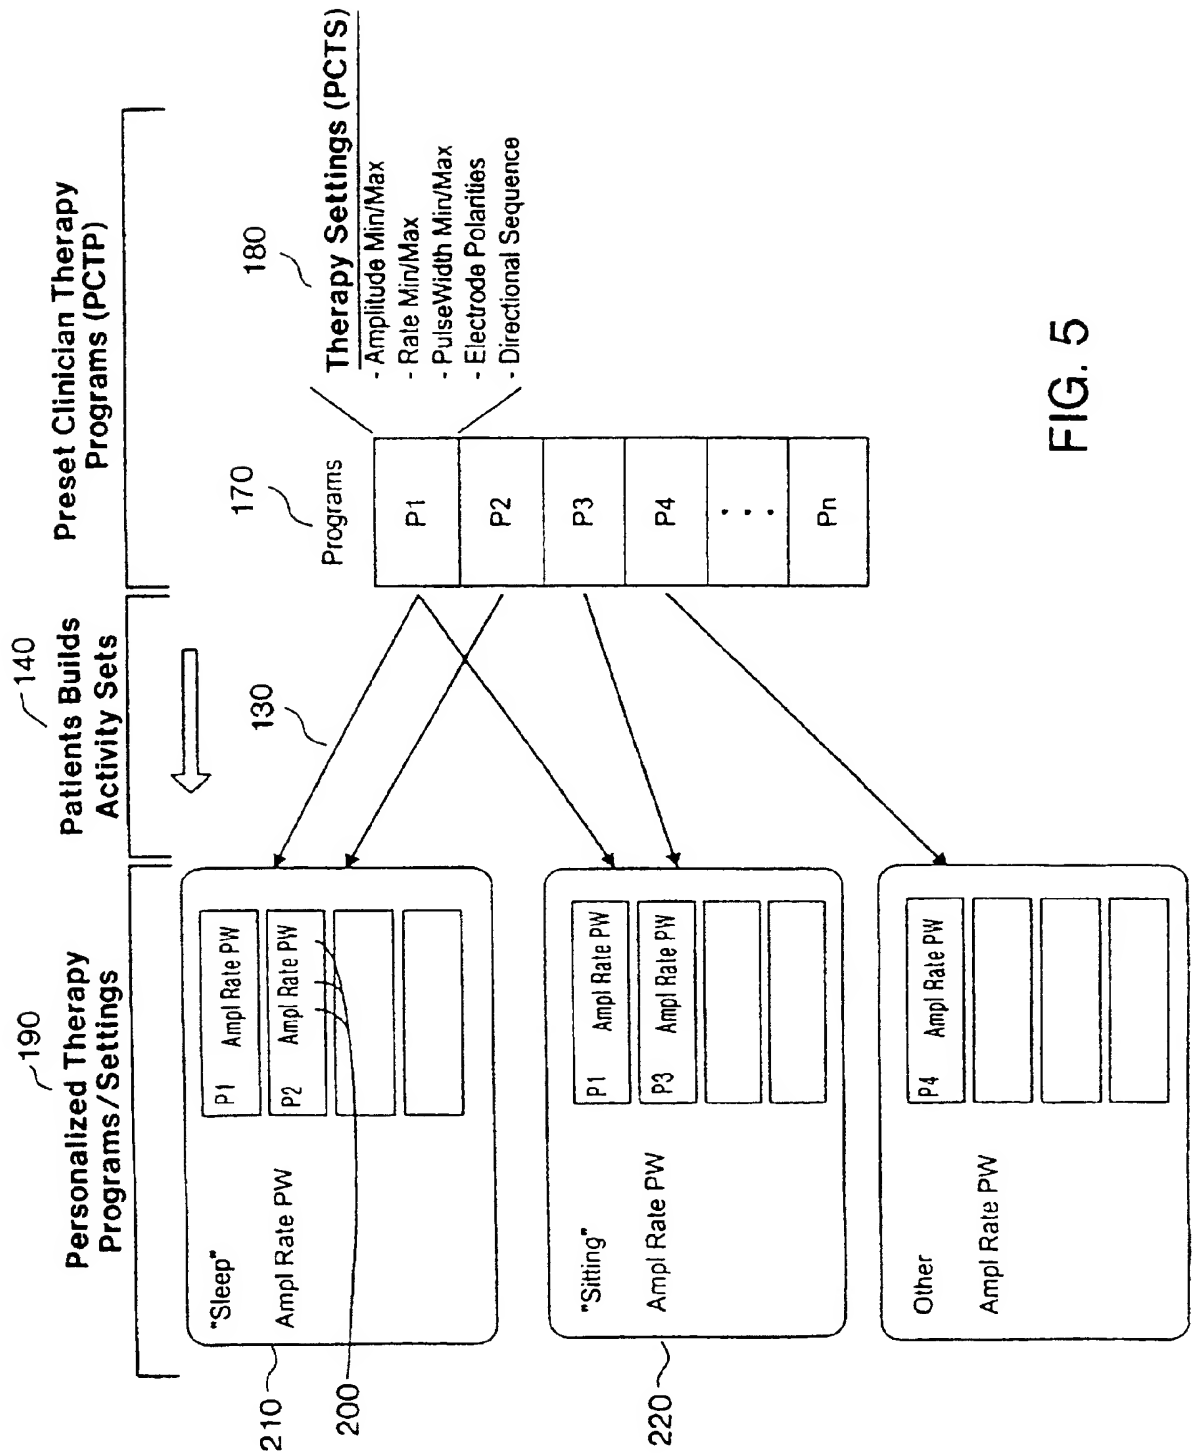 190
Personalized Therapy
Programs/Settings
140
Patients Builds
Activity Sets
Preset Clinician Therapy
Programs (PCTP)
210
"Sleep"
Ampl Rate PW
P1 Ampl Rate PW
P2 Ampl Rate PW
200
220
"Sitting"
Ampl Rate PW
P1 Ampl Rate PW
P3 Ampl Rate PW
Other
Ampl Rate PW
P4 Ampl Rate PW
130
170
Programs
P1
P2
P3
P4
. . .
Pn
180
Therapy Settings (PCTS)
- Amplitude Min/Max
- Rate Min/Max
- PulseWidth Min/Max
- Electrode Polarities
- Directional Sequence
FIG. 5